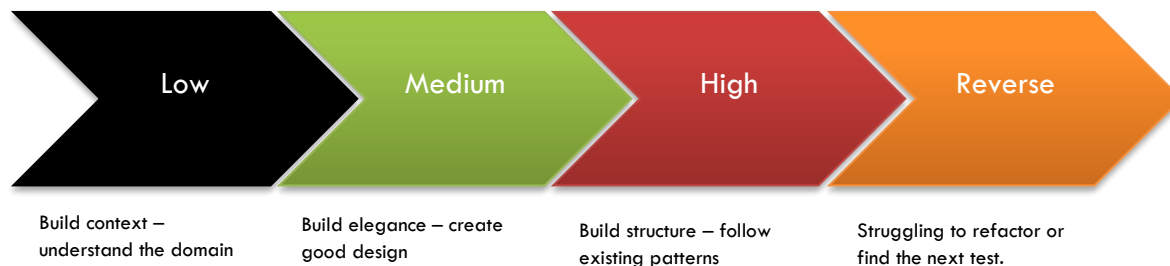 Low
Medium
High
Reverse
Build context –
understand the domain
Build elegance – create
good design
Build structure – follow
existing patterns
Struggling to refactor or
find the next test.